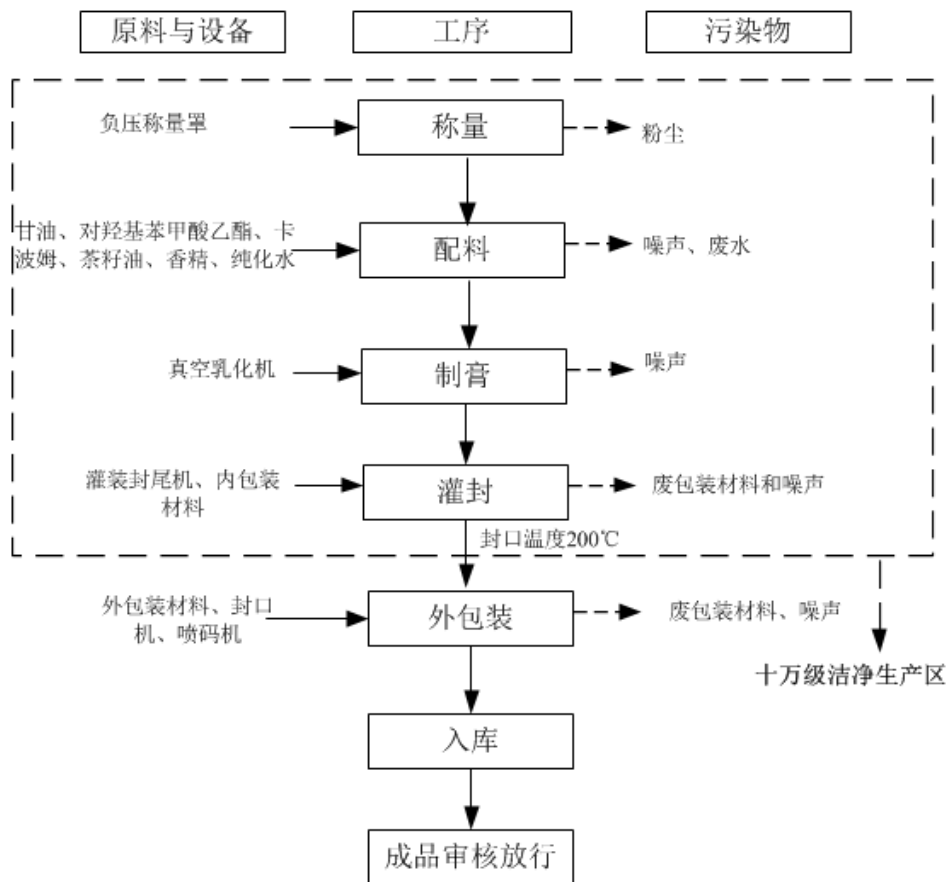 原料与设备
工序
污染物
负压称量罩
称量
粉尘
甘油、对羟基苯甲酸乙酯、卡
波姆、茶籽油、香精、纯化水
配料
噪声、废水
真空乳化机
制膏
噪声
灌装封尾机、内包装
材料
灌封
废包装材料和噪声
封口温度200℃
外包装材料、封口
机、喷码机
外包装
废包装材料、噪声
十万级洁净生产区
入库
成品审核放行